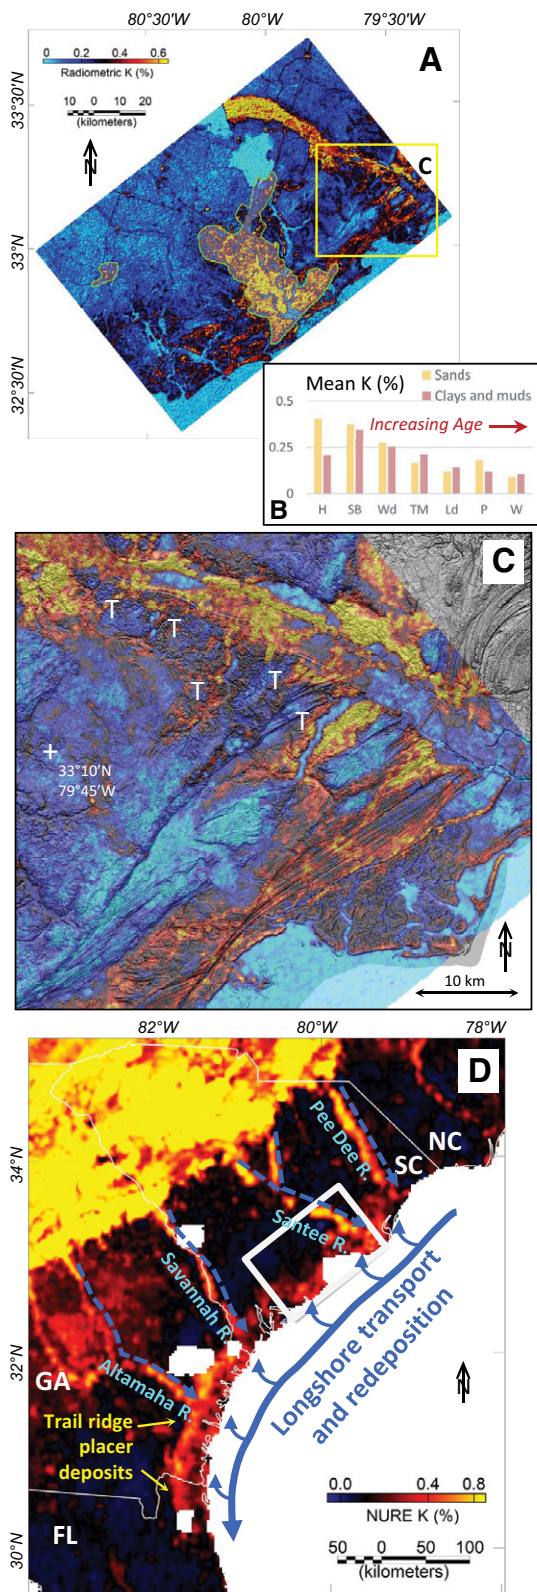 80°30'W 80°W 79°30'W
A
0 0.2 0.4 0.6
Radiometric K (%)
10 0 10 20
(kilometers)
N
33°30'N
33°N
32°30'N
C
Mean K (%)
Sands
Clays and muds
Increasing Age
0.5
0.25
0
B
H SB Wd TM Ld P W
C
T
T
T
T
T
33°10'N
79°45'W
N
10 km
82°W 80°W 78°W
D
34°N
32°N
30°N
Pee Dee R.
NC
SC
Santee R.
Savannah R.
Altamaha R.
GA
Trail ridge
placer
deposits
FL
Longshore transport
and redeposition
N
0.0 0.4 0.8
NURE K (%)
50 0 50 100
(kilometers)